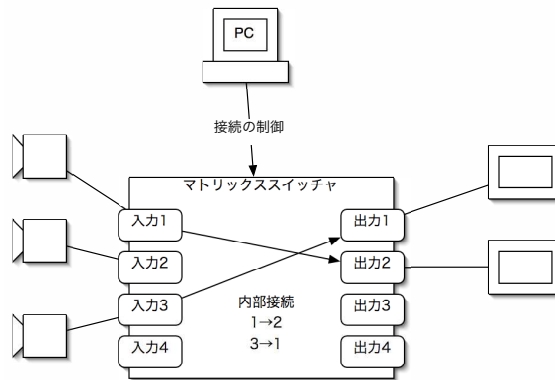 PC
接続の制御
マトリックススイッチャ
入力1
出力1
入力2
出力2
入力3
出力3
入力4
出力4
内部接続
1→2
3→1